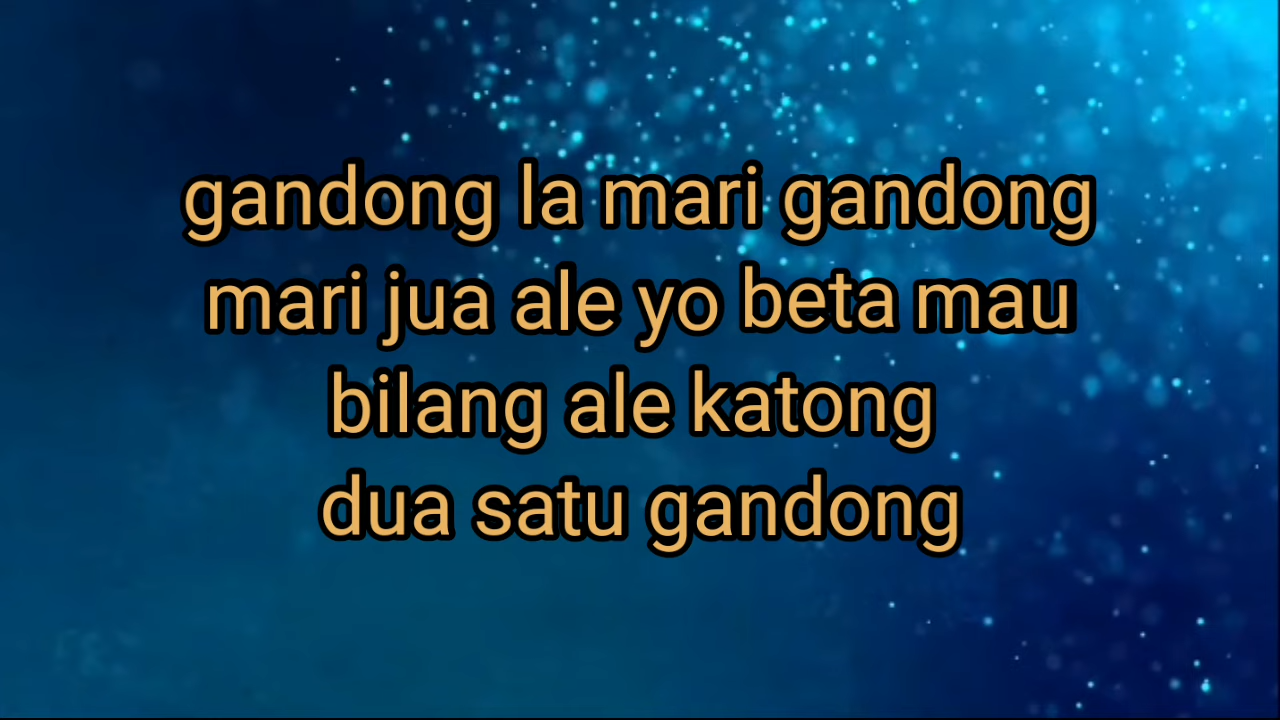 gandong la mari gandong
mari jua ale yo beta mau
bilang ale katong
dua satu gandong